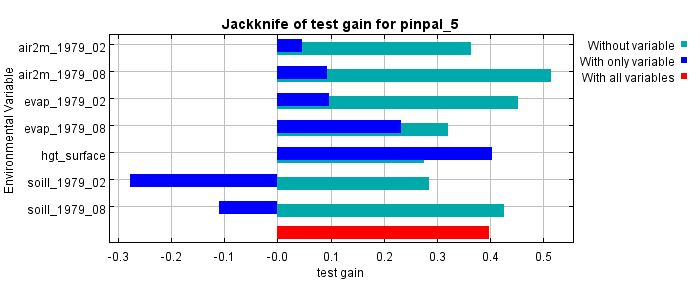 Jackknife of test gain for pinpal_5
air2m_1979_02
air2m_1979_08
evap_1979_02
evap_1979_08
hgt_surface
soill_1979_02
soill_1979_08
Environmental Variable
-0.3 -0.2 -0.1 -0.0 0.1 0.2 0.3 0.4 0.5
test gain
Without variable
With only variable
With all variables